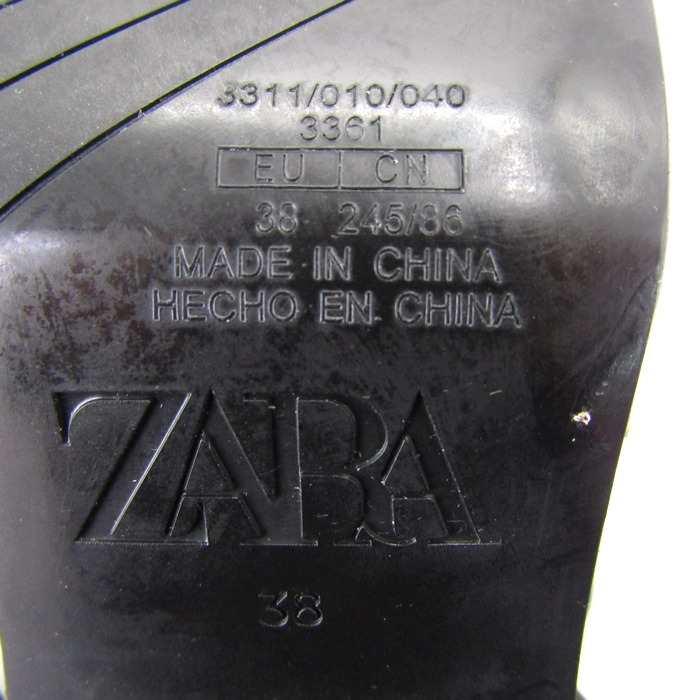 3311/010/040
3361
EU CN
38 245/86
MADE IN CHINA
HECHO EN CHINA
ZARA
38